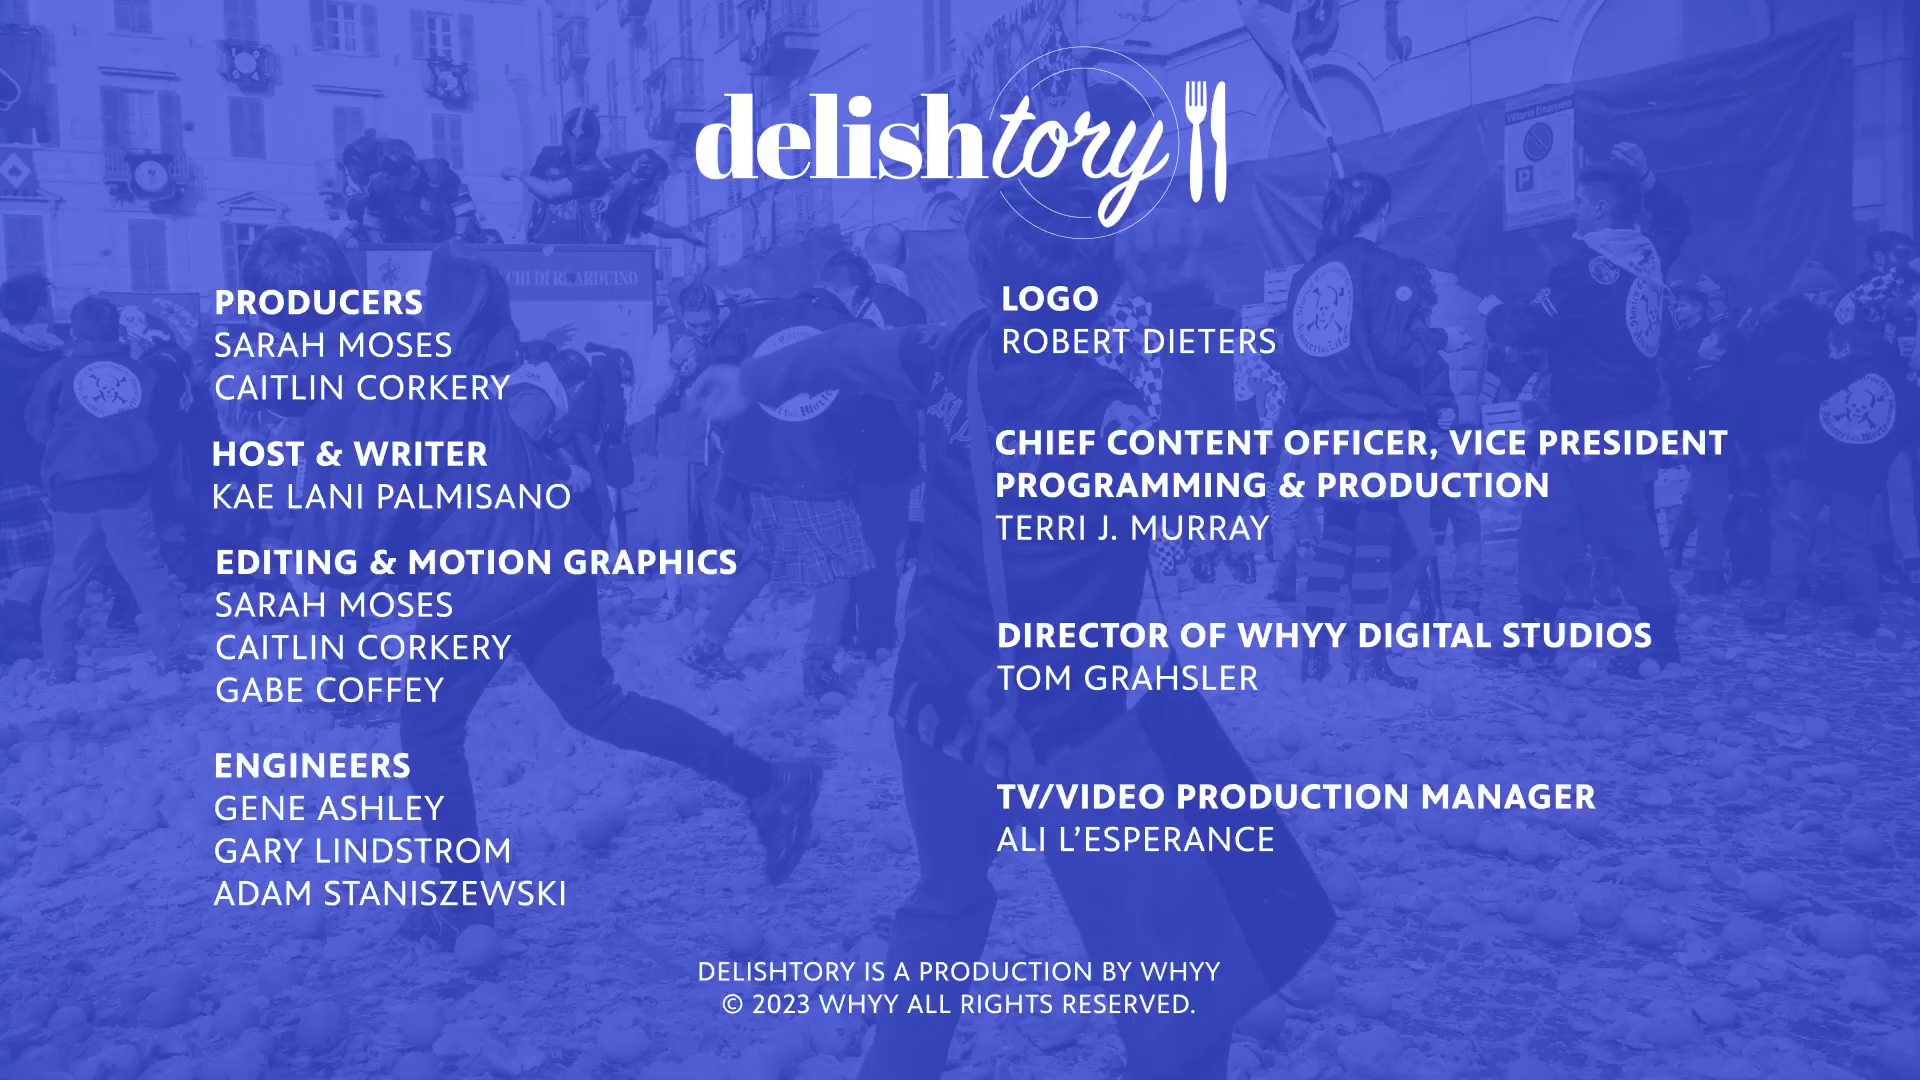 delishtory
PRODUCERS
SARAH MOSES
CAITLIN CORKERY
HOST & WRITER
KAE LANI PALMISANO
EDITING & MOTION GRAPHICS
SARAH MOSES
CAITLIN CORKERY
GABE COFFEY
ENGINEERS
GENE ASHLEY
GARY LINDSTROM
ADAM STANISZEWSKI
LOGO
ROBERT DIETERS
CHIEF CONTENT OFFICER, VICE PRESIDENT
PROGRAMMING & PRODUCTION
TERRI J. MURRAY
DIRECTOR OF WHYY DIGITAL STUDIOS
TOM GRAHSLER
TV/VIDEO PRODUCTION MANAGER
ALI L’ESPERANCE
DELISHTORY IS A PRODUCTION BY WHYY
© 2023 WHYY ALL RIGHTS RESERVED.
Vittorio Emanuele
P